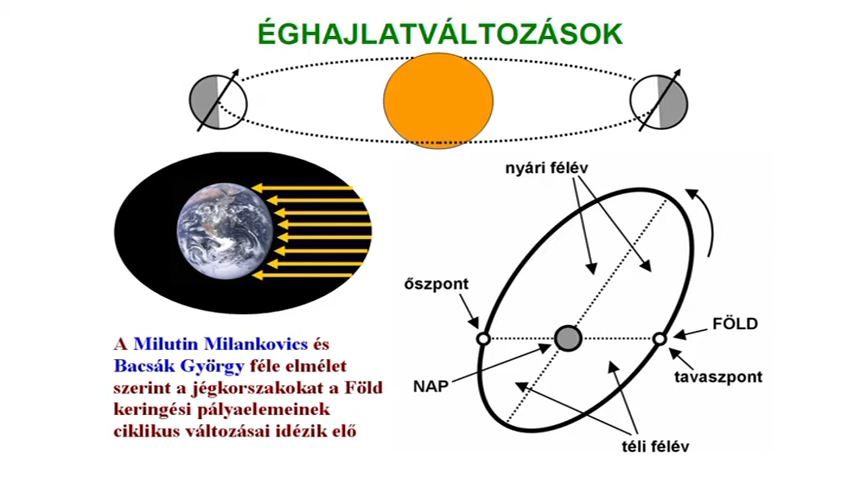 ÉGHAJLATVÁLTOZÁSOK
nyári félév
őszpont
FÖLD
NAP
tavaszpont
téli félév
A Milutin Milankovics és
Bacsák György féle elmélet
szerint a jégkorszakokat a Föld
keringési pályaelemeinek
ciklikus változásai idézik elő